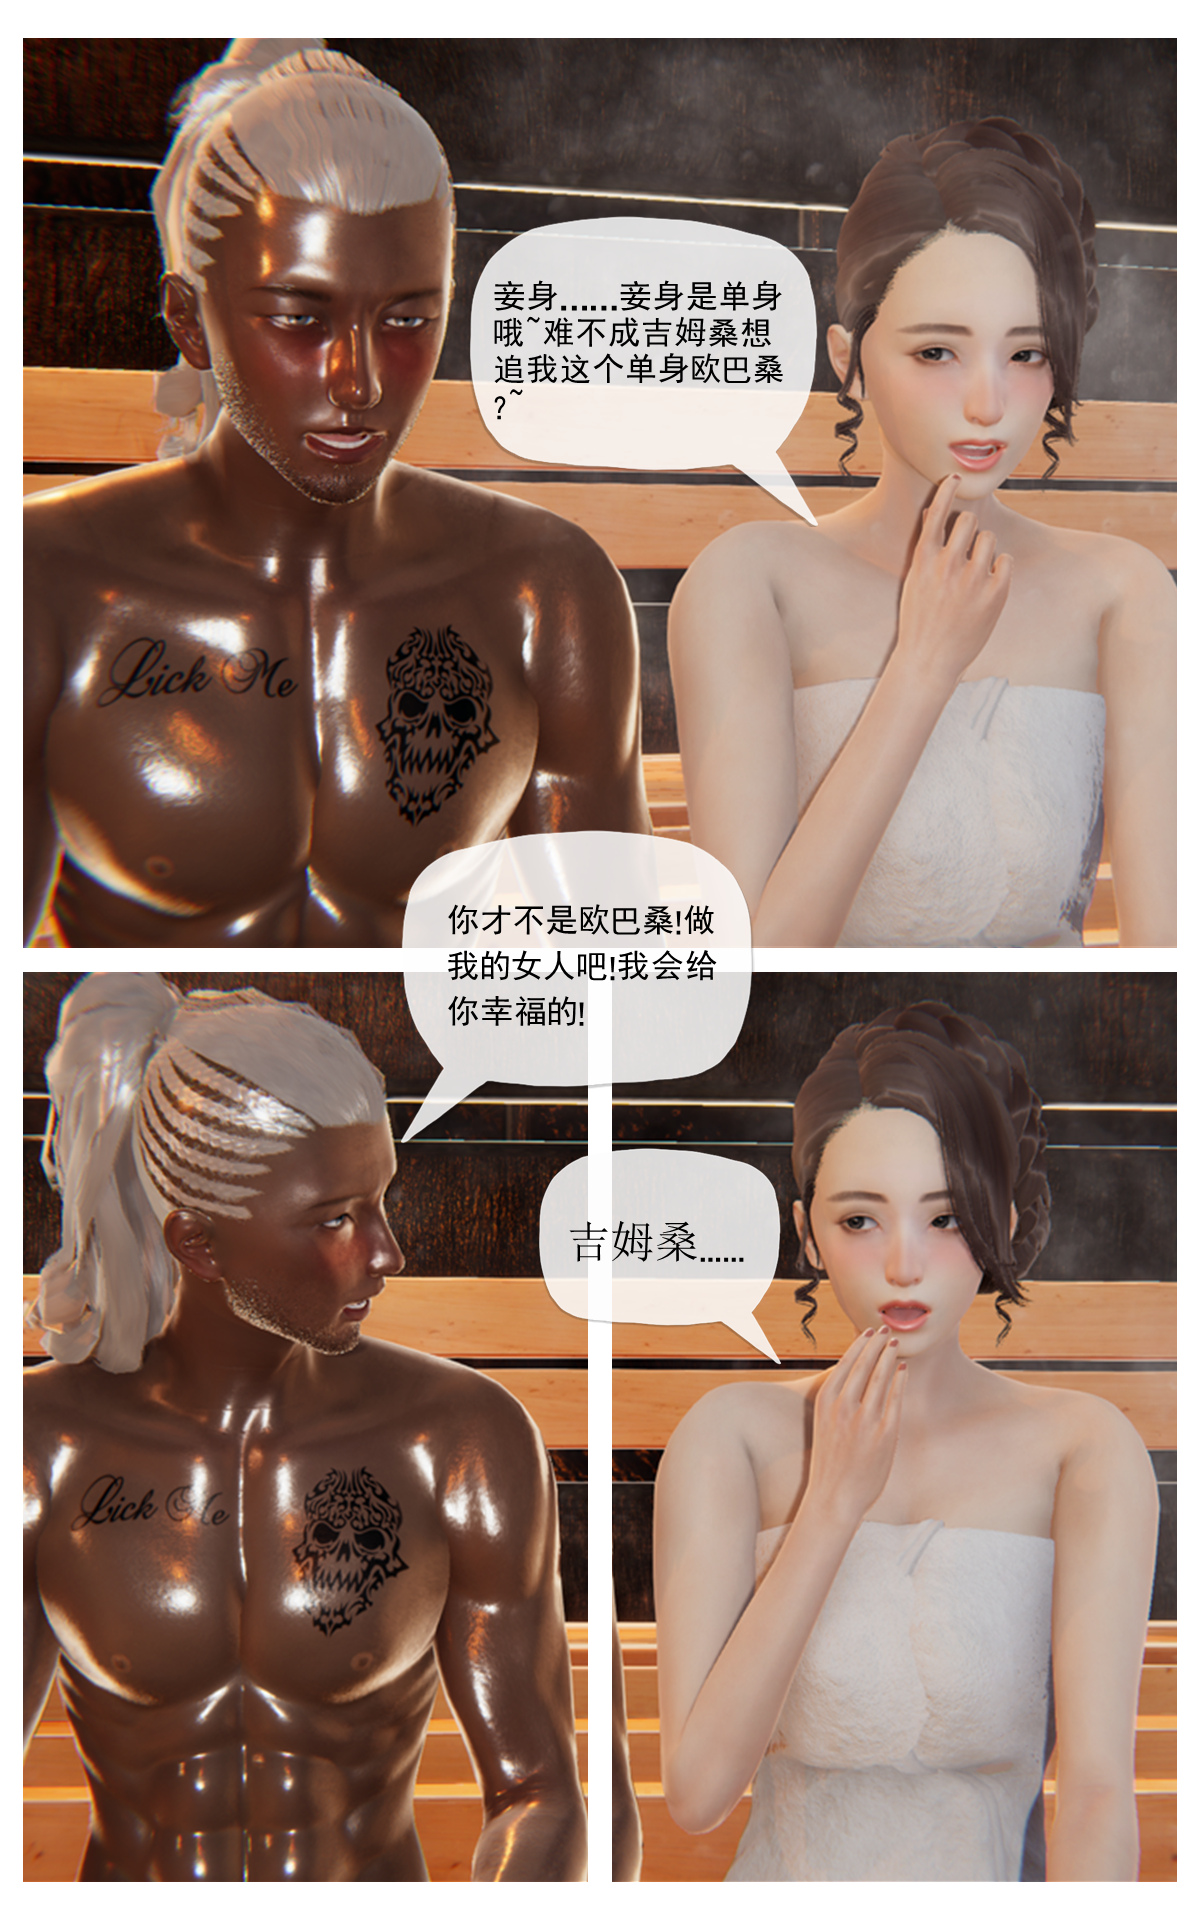 妾身……妾身是单身
哦~难不成吉姆桑想
追我这个单身欧巴桑
?~
Lick Me
你才不是欧巴桑!做
我的女人吧!我会给
你幸福的!
吉姆桑……
Lick Me